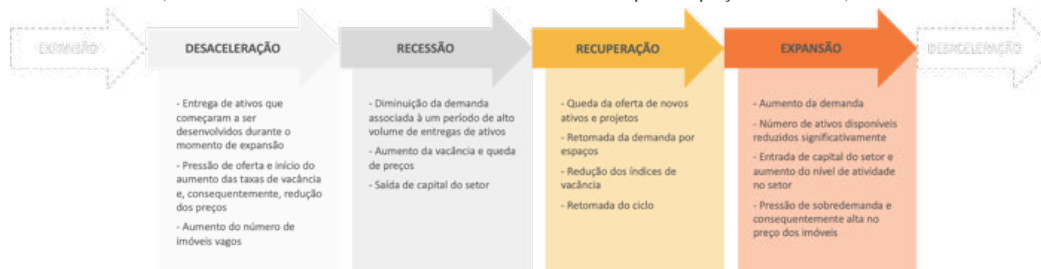 EXPANSÃO
DESACELERAÇÃO
RECESSÃO
RECUPERAÇÃO
EXPANSÃO
DESACELERAÇÃO
- Entrega de ativos que
começaram a ser
desenvolvidos durante o
momento de expansão
- Pressão de oferta e início do
aumento das taxas de vacância
e, consequentemente, redução
dos preços
- Aumento do número de
imóveis vagos
- Diminuição da demanda
associada à um período de alto
volume de entregas de ativos
- Aumento da vacância e queda
de preços
- Saída de capital do setor
- Queda da oferta de novos
ativos e projetos
- Retomada da demanda por
espaços
- Redução dos índices de
vacância
- Retomada do ciclo
- Aumento da demanda
- Número de ativos disponíveis
reduzidos significativamente
- Entrada de capital do setor e
aumento do nível de atividade
no setor
- Pressão de sobredemanda e
consequentemente alta no
preço dos imóveis